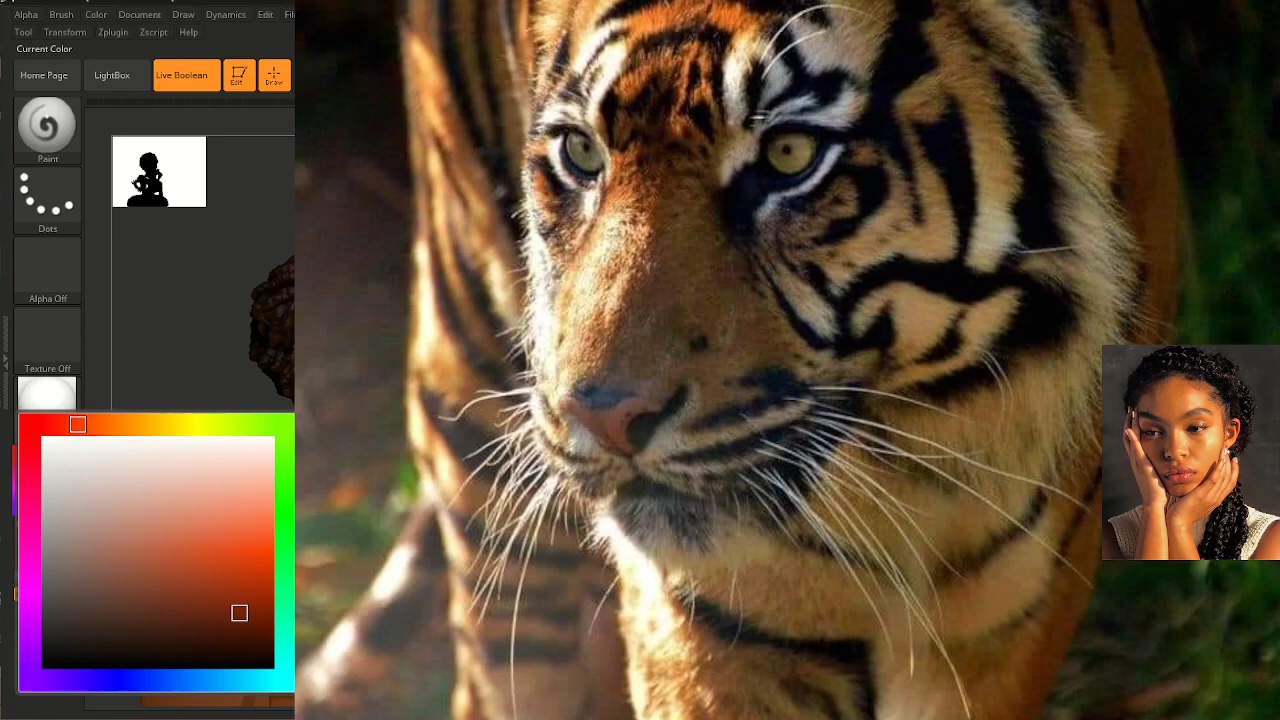 Alpha Brush Color Document Draw Dynamics Edit
Tool Transform Zplugin Zscript Help
Current Color
Home Page LightBox Live Boolean Edit Draw
Paint
Dots
Alpha Off
Texture Off